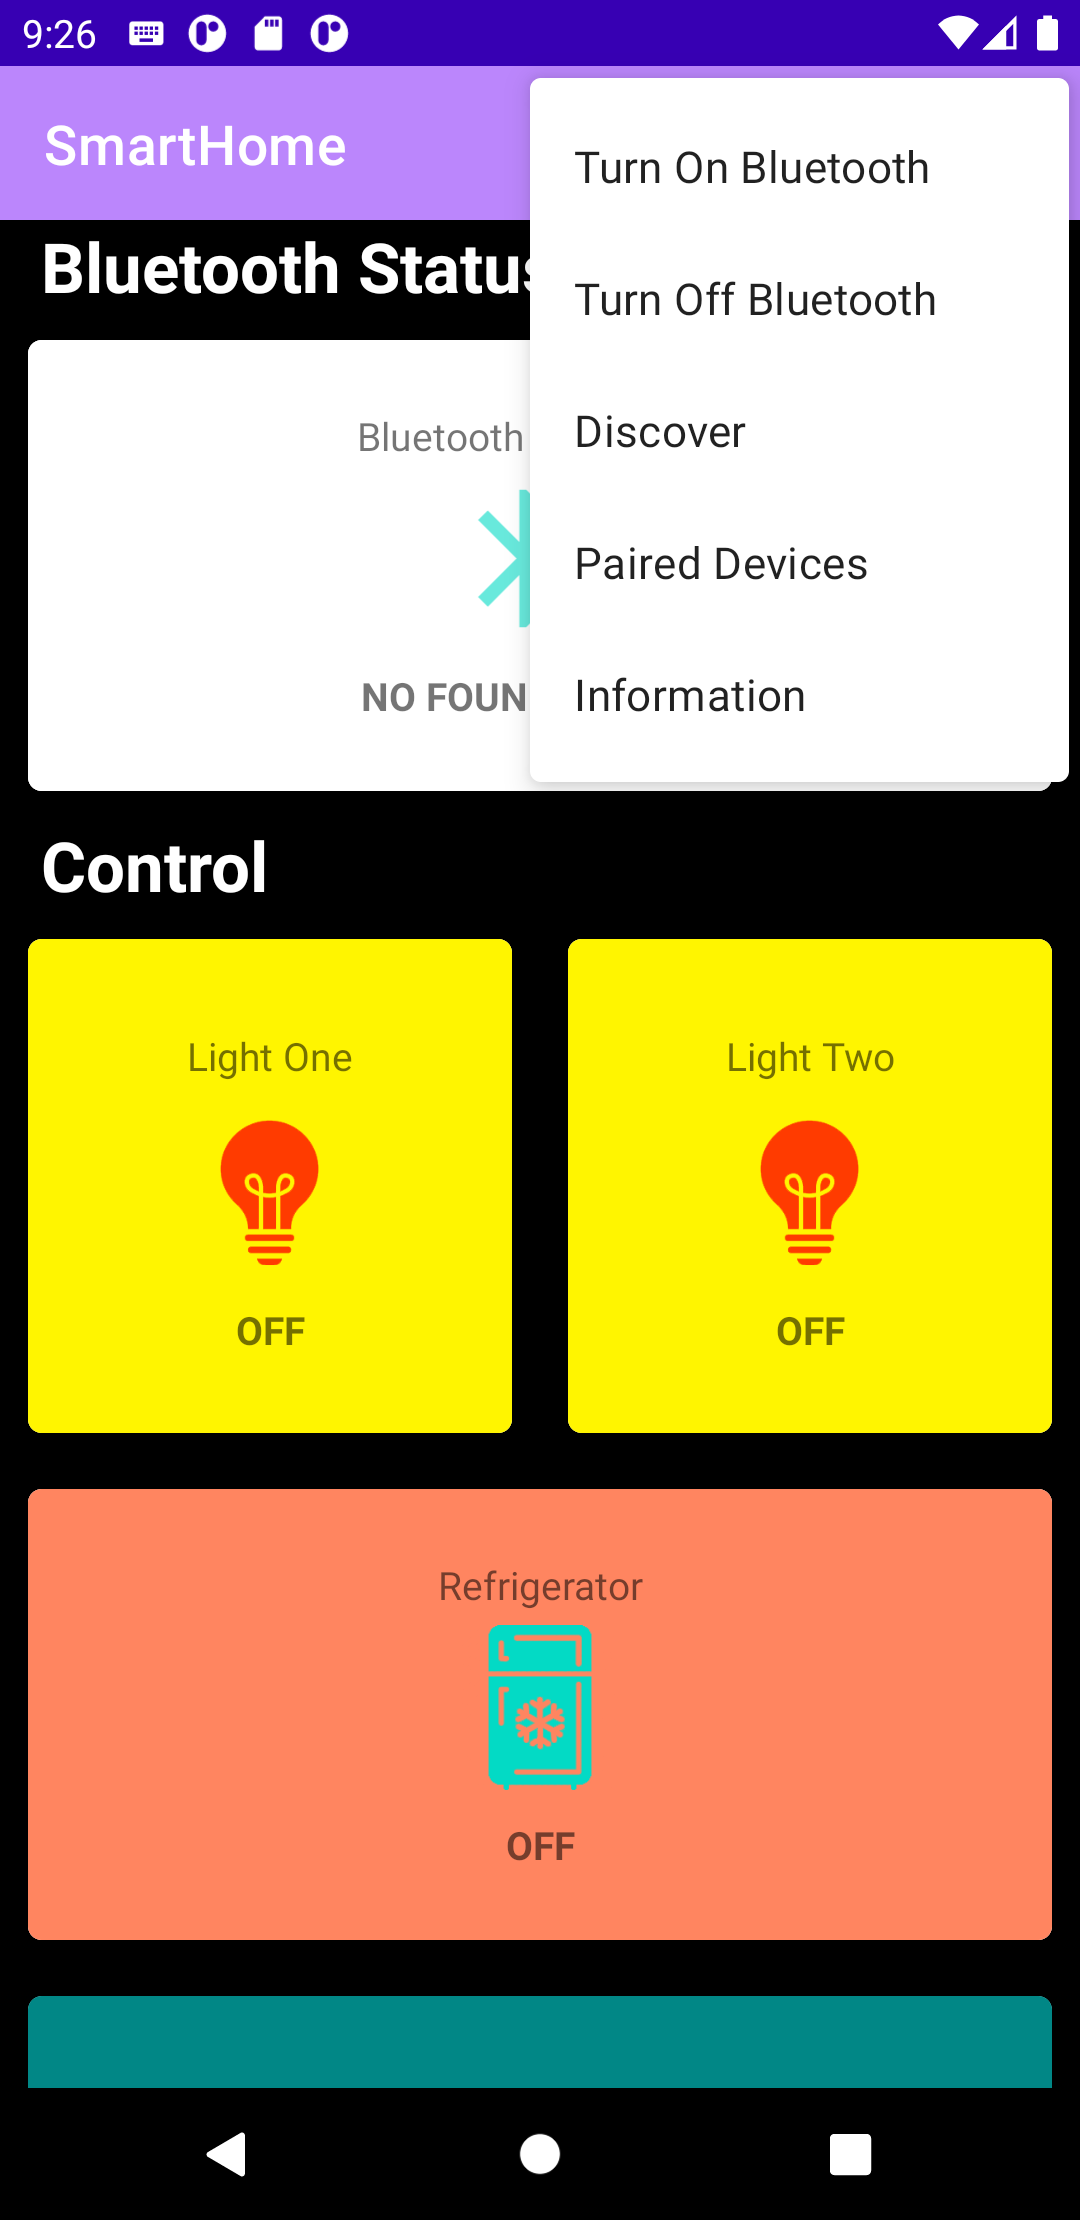 9:26
SmartHome
Turn On Bluetooth
Turn Off Bluetooth
Discover
Paired Devices
Information
Bluetooth Status
Bluetooth
NO FOUN
Control
Light One
Light Two
OFF
OFF
Refrigerator
OFF